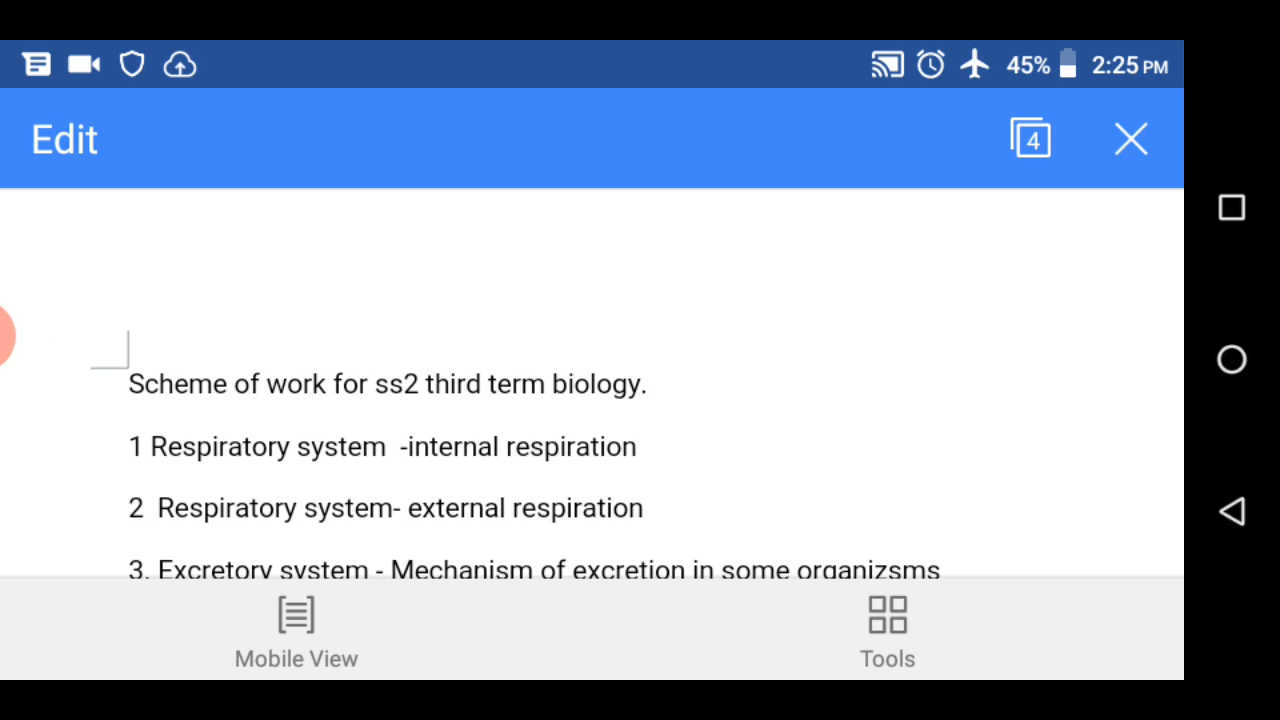 45% 2:25 PM
Edit 4
Scheme of work for ss2 third term biology.
1 Respiratory system -internal respiration
2 Respiratory system- external respiration
3. Excretory system - Mechanism of excretion in some organizsms
Mobile View Tools